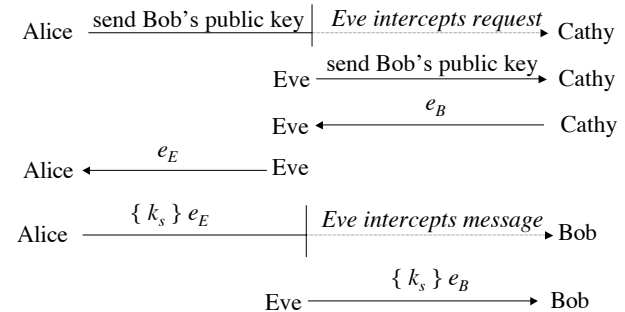 Alice send Bob's public key Eve intercepts request Cathy
Eve send Bob's public key Cathy
Eve e_B Cathy
Alice e_E Eve
Alice { k_s } e_E Eve intercepts message Bob
Eve { k_s } e_B Bob